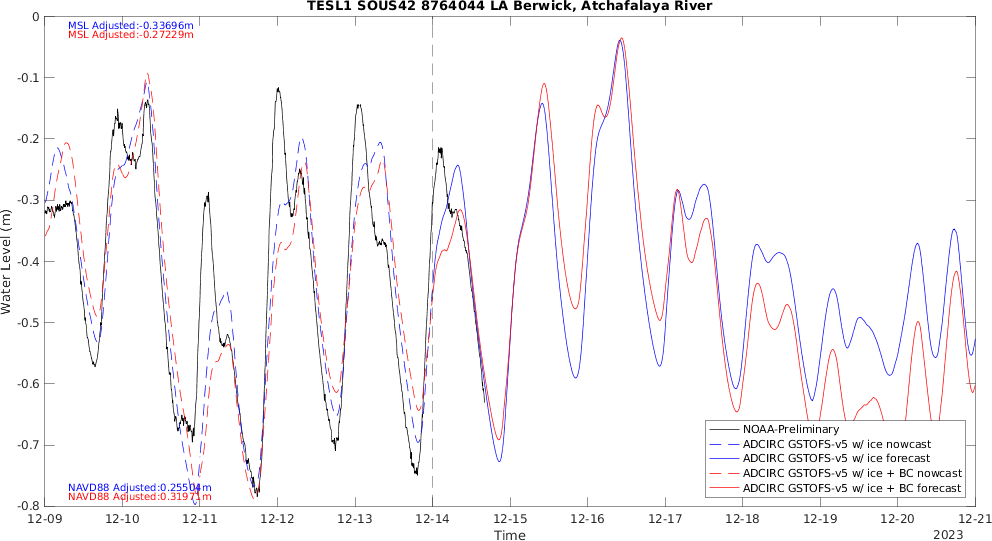 TESL1 SOUS42 8764044 LA Berwick, Atchafalaya River
MSL Adjusted:-0.33696m
MSL Adjusted:-0.27229m
0
-0.1
-0.2
-0.3
-0.4
-0.5
-0.6
-0.7
-0.8
Water Level (m)
NAVD88 Adjusted:0.25504m
NAVD88 Adjusted:0.31971m
NOAA-Preliminary
ADCIRC GSTOFS-v5 w/ ice nowcast
ADCIRC GSTOFS-v5 w/ ice forecast
ADCIRC GSTOFS-v5 w/ ice + BC nowcast
ADCIRC GSTOFS-v5 w/ ice + BC forecast
12-09 12-10 12-11 12-12 12-13 12-14 12-15 12-16 12-17 12-18 12-19 12-20 12-21
Time
2023